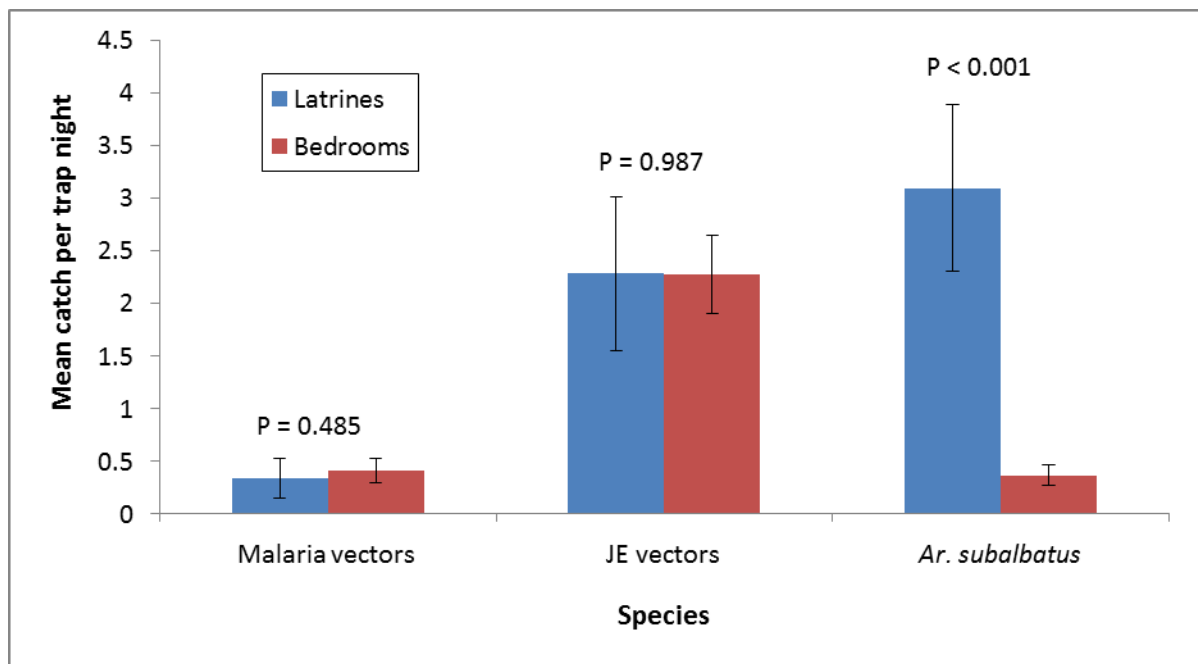 Mean catch per trap night
4.5
4
3.5
3
2.5
2
1.5
1
0.5
0
Latrines
Bedrooms
P = 0.485
P = 0.987
P < 0.001
Malaria vectors
JE vectors
Ar. subalbatus
Species